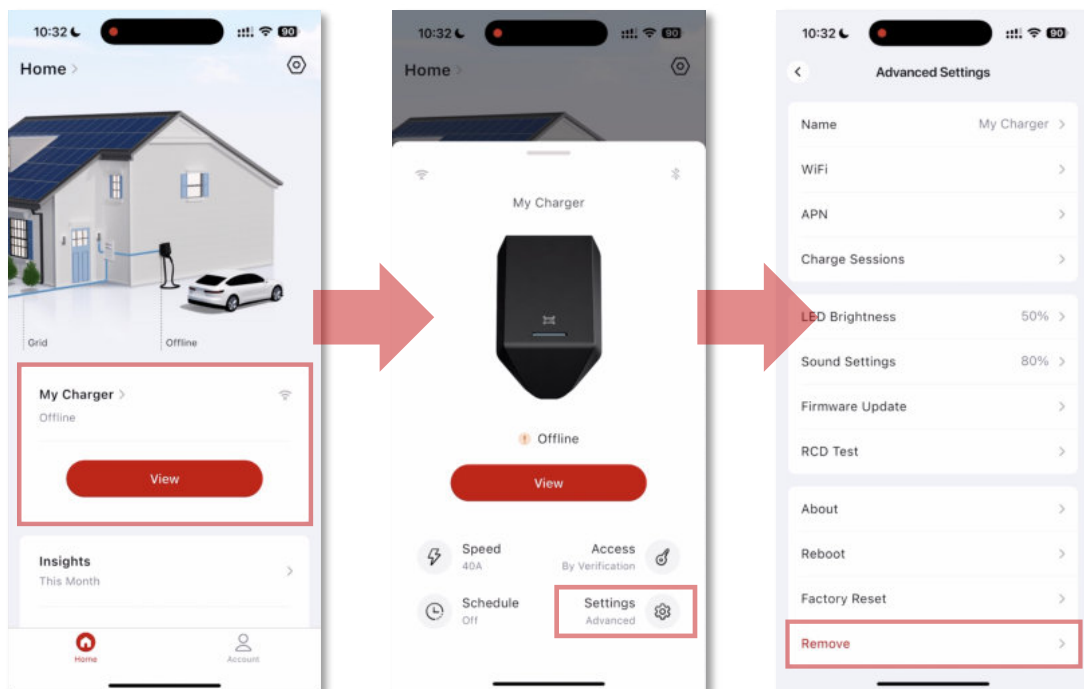 10:32
90
Home
Grid
Offline
My Charger
Offline
View
Insights
This Month
Home
Account
10:32
90
Home
My Charger
Offline
View
Speed
40A
Access
By Verification
Schedule
Off
Settings
Advanced
10:32
90
Advanced Settings
Name My Charger
WiFi
APN
Charge Sessions
LED Brightness 50%
Sound Settings 80%
Firmware Update
RCD Test
About
Reboot
Factory Reset
Remove